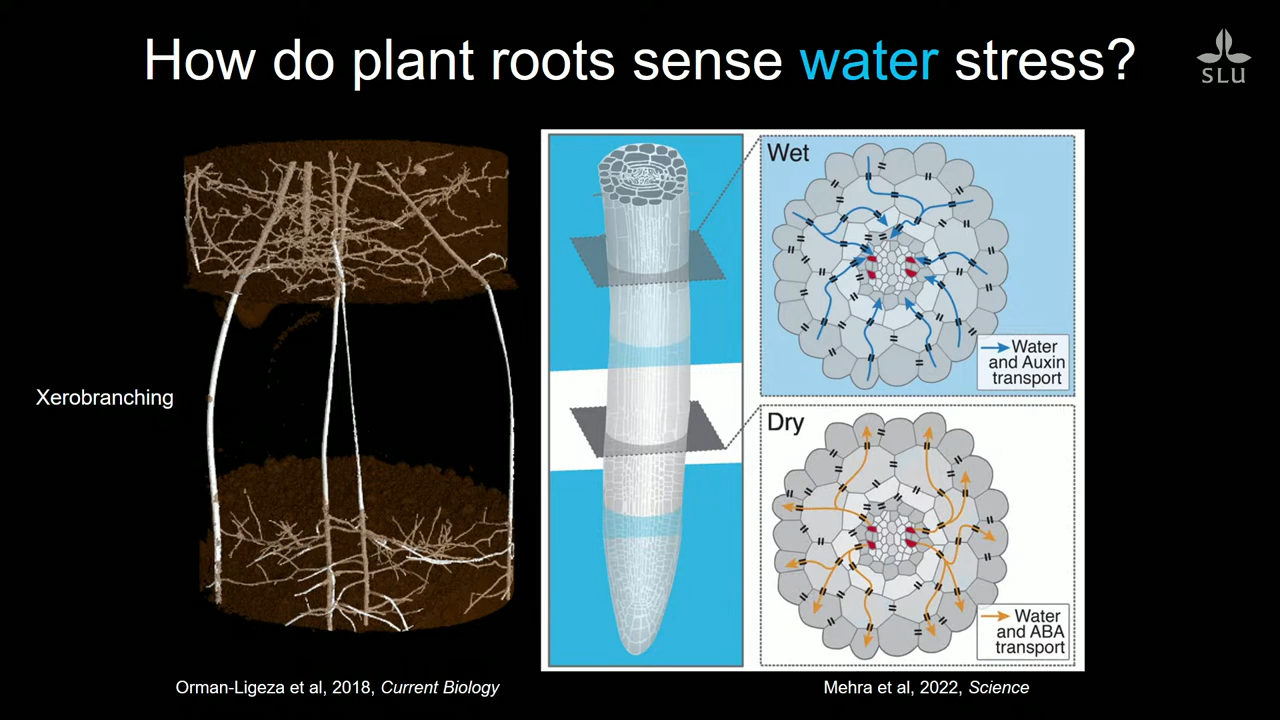 How do plant roots sense water stress?
SLU
Xerobranching
Wet
Water
and Auxin
transport
Dry
Water
and ABA
transport
Orman-Ligeza et al, 2018, Current Biology
Mehra et al, 2022, Science